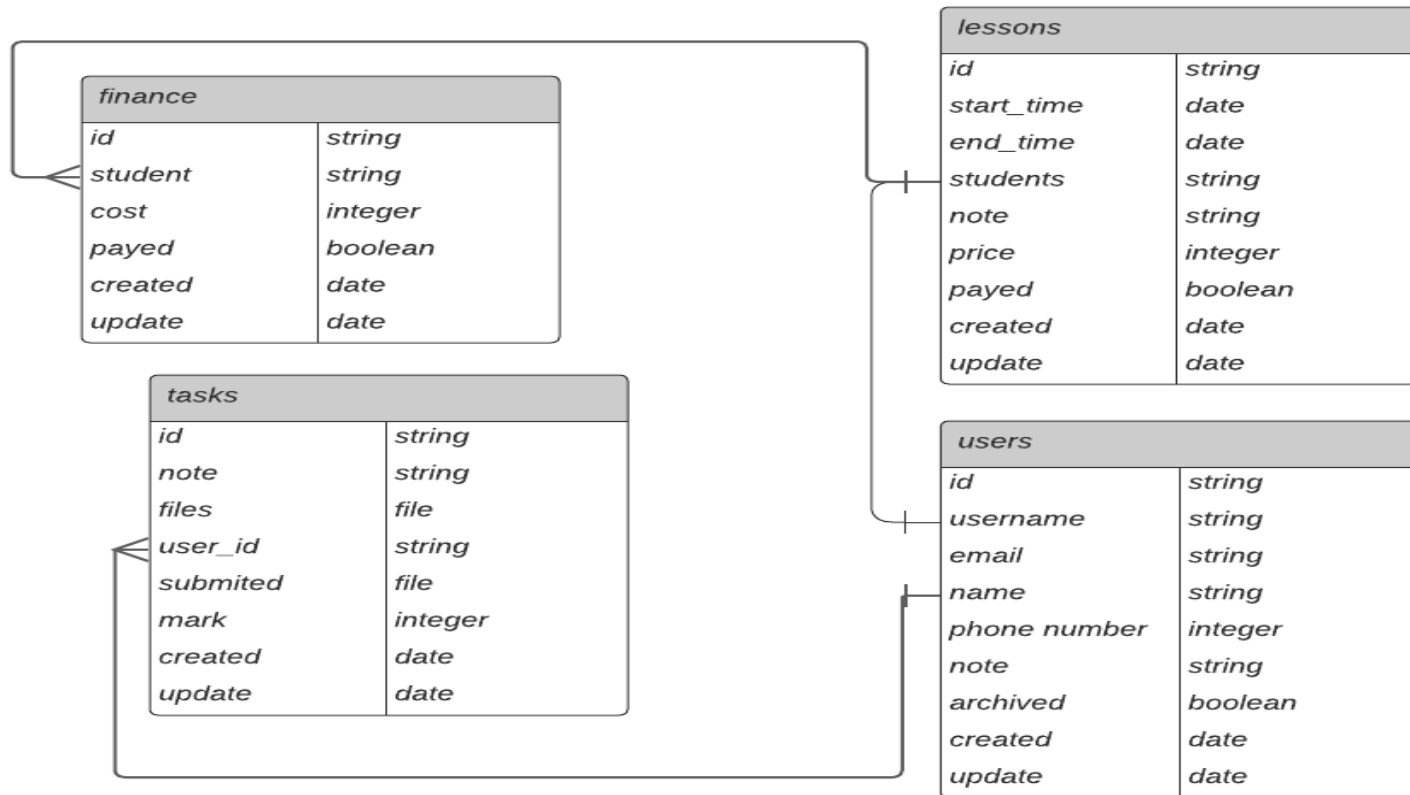 lessons
id string
start_time date
end_time date
students string
note string
price integer
payed boolean
created date
update date
finance
id string
student string
cost integer
payed boolean
created date
update date
tasks
id string
note string
files file
user_id string
submited file
mark integer
created date
update date
users
id string
username string
email string
name string
phone number integer
note string
archived boolean
created date
update date